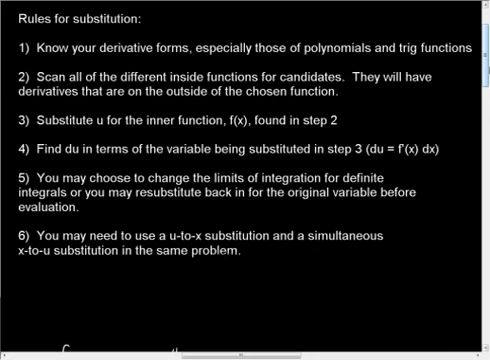 Rules for substitution:
1) Know your derivative forms, especially those of polynomials and trig functions
2) Scan all of the different inside functions for candidates. They will have
derivatives that are on the outside of the chosen function.
3) Substitute u for the inner function, f(x), found in step 2
4) Find du in terms of the variable being substituted in step 3 (du = f'(x) dx)
5) You may choose to change the limits of integration for definite
integrals or you may resubstitute back in for the original variable before
evaluation.
6) You may need to use a u-to-x substitution and a simultaneous
x-to-u substitution in the same problem.